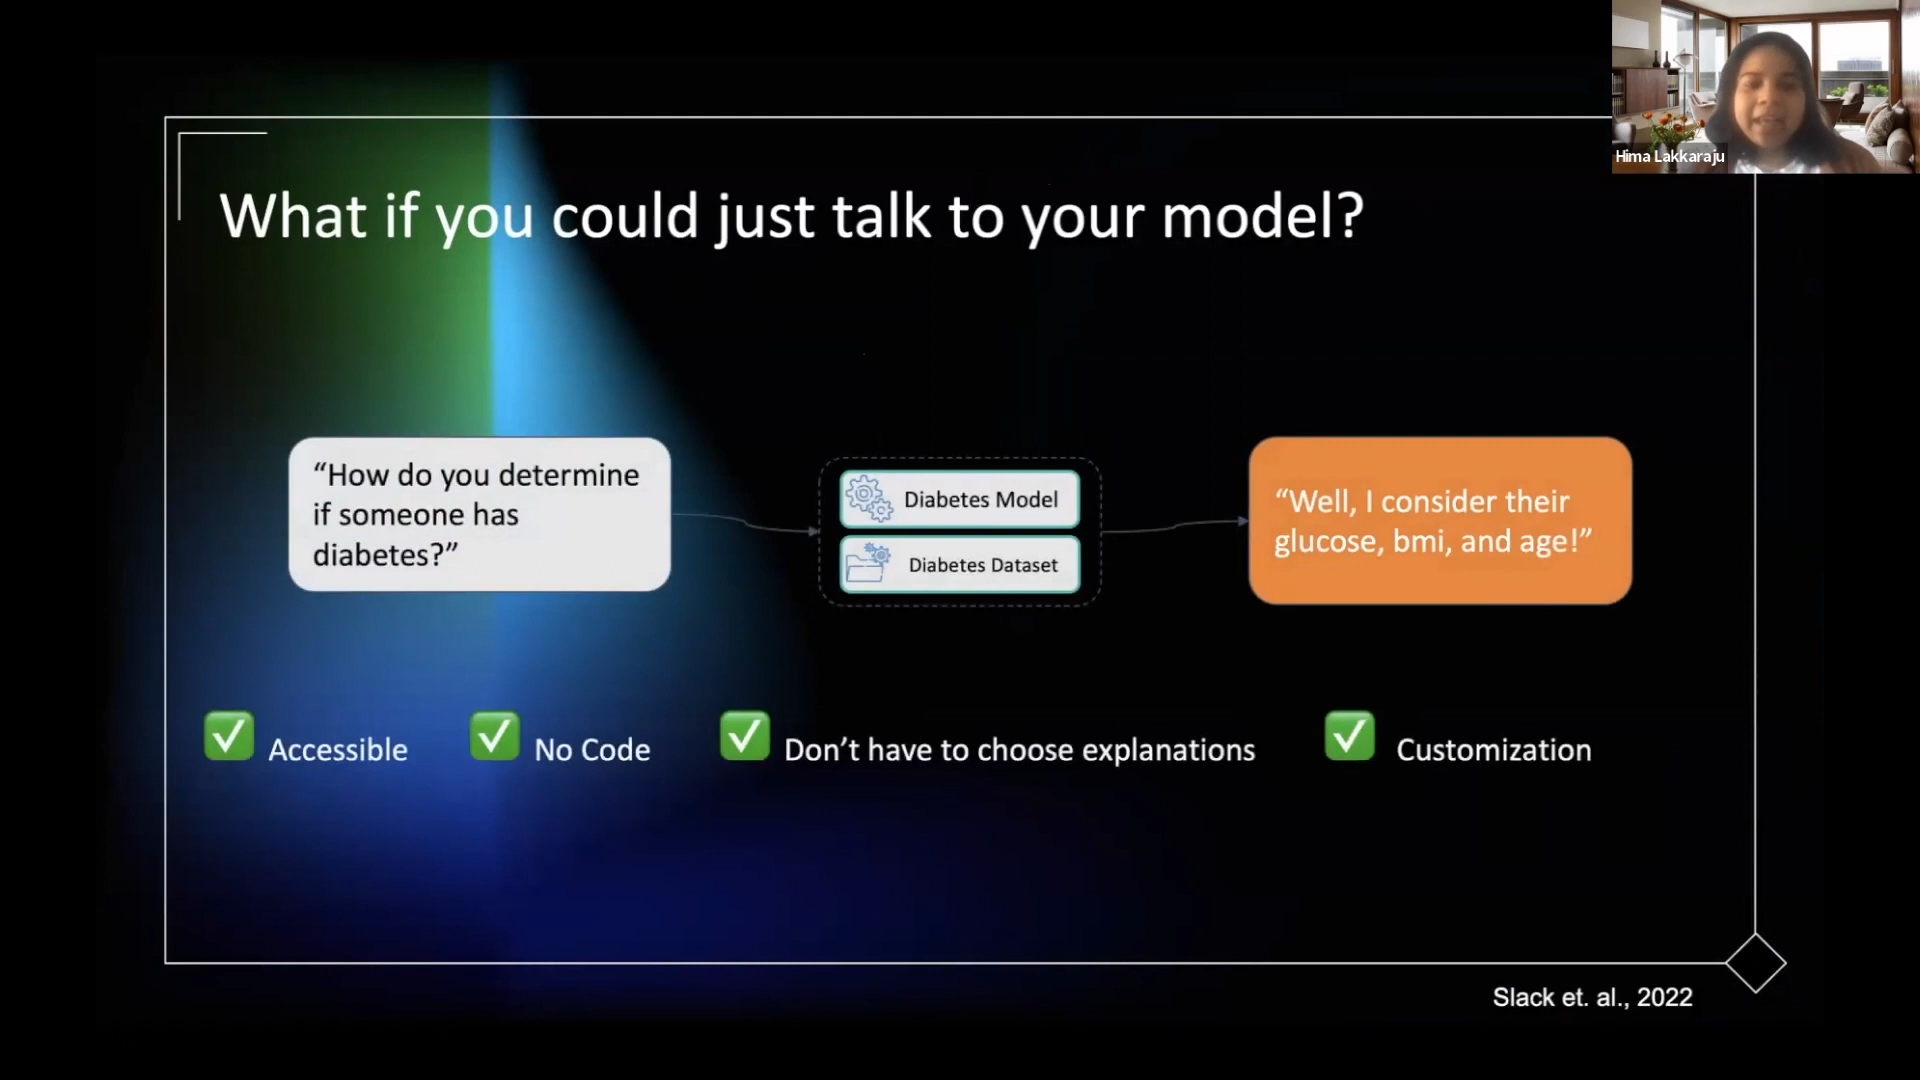 Hima Lakkaraju
What if you could just talk to your model?
“How do you determine
if someone has
diabetes?”
Diabetes Model
Diabetes Dataset
“Well, I consider their
glucose, bmi, and age!”
Accessible
No Code
Don’t have to choose explanations
Customization
Slack et. al., 2022